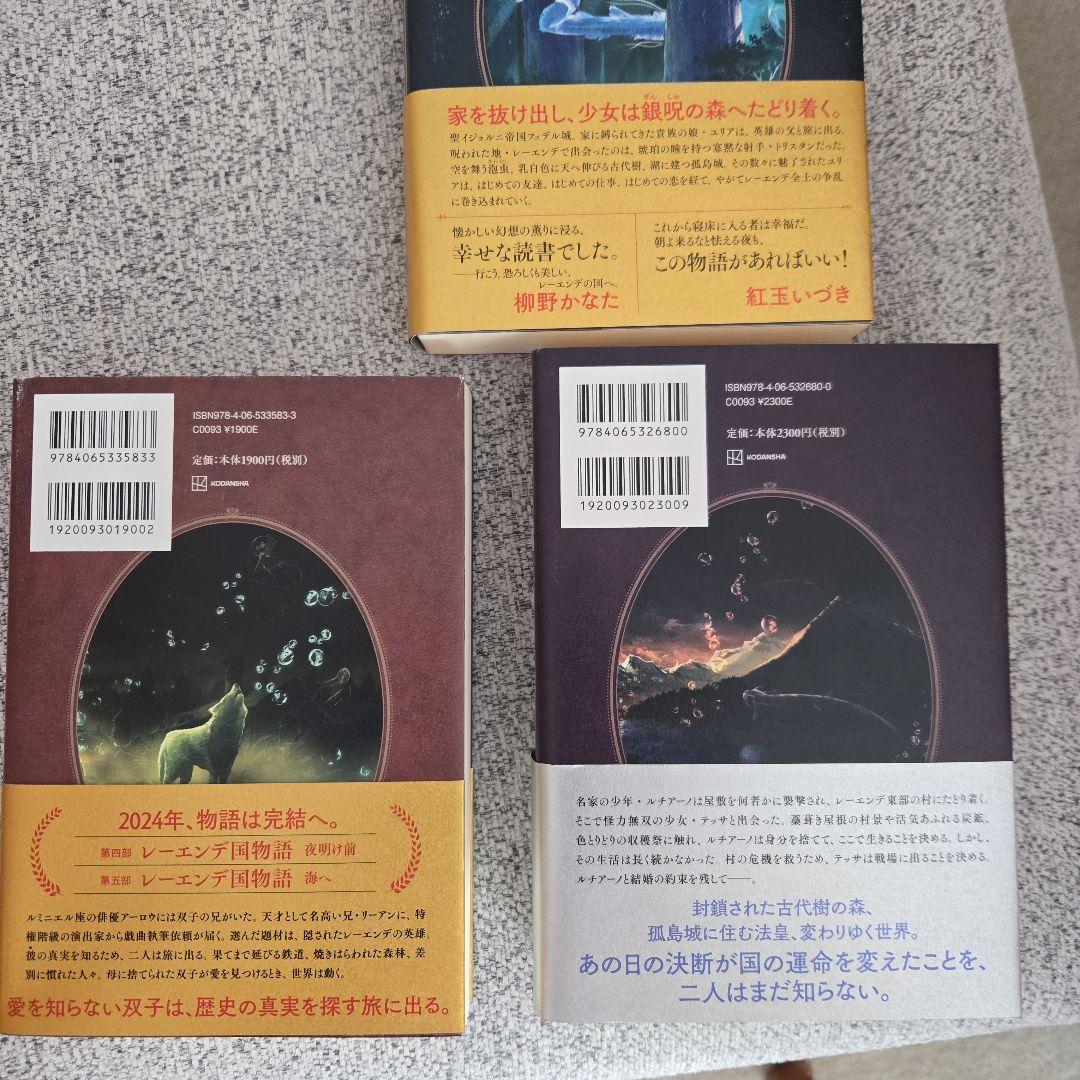 家を抜け出し、少女は銀呪の森へたどり着く。
聖イジョルニ帝国フェデル城。家に縛られてきた貴族の娘・ユリアは、英雄の父と旅に出る。
呪われた地・レーエンデで出会ったのは、琥珀の瞳を持つ寡黙な射手・トリスタンだった。
空を舞う泡虫、乳白色に天へ伸びる古代樹、湖に建つ孤島城。その数々に魅了されたユリ
アは、はじめての友達、はじめての仕事、はじめての恋を経て、やがてレーエンデ全土の争乱
に巻き込まれていく。
懐かしい幻想の薫りに浸る、
幸せな読書でした。
――行こう。恐ろしくも美しい、
レーエンデの国へ。
柳野かなた
これから寝床に入る者は幸福だ。
朝よ来るなと怯える夜も、
この物語があればいい!
紅玉いづき
9784065335833
1920093019002
ISBN978-4-06-533583-3
C0093 ¥1900E
定価:本体1900円(税別)
KODANSHA
2024年、物語は完結へ。
第四部 レーエンデ国物語 夜明け前
第五部 レーエンデ国物語 海へ
ルミニエル座の俳優アーロウには双子の兄がいた。天才として名高い兄・リーアンに、特
権階級の演出家から戯曲執筆依頼が届く。選んだ題材は、隠されたレーエンデの英雄。
彼の真実を知るため、二人は旅に出る。果てまで延びる鉄道、焼きはらわれた森林、差
別に慣れた人々。母に捨てられた双子が愛を見つけるとき、世界は動く。
愛を知らない双子は、歴史の真実を探す旅に出る。
9784065326800
1920093023009
ISBN978-4-06-532680-0
C0093 ¥2300E
定価:本体2300円(税別)
KODANSHA
名家の少年・ルチアーノは屋敷を何者かに襲撃され、レーエンデ東部の村にたどり着く。
そこで怪力無双の少女・テッサと出会った。藁葺き屋根の村景や活気あふれる炭鉱、
色とりどりの収穫祭に触れ、ルチアーノは身分を捨てて、ここで生きることを決める。しかし、
その生活は長く続かなかった。村の危機を救うため、テッサは戦場に出ることを決める。
ルチアーノと結婚の約束を残して――。
封鎖された古代樹の森、
孤島城に住む法皇、変わりゆく世界。
あの日の決断が国の運命を変えたことを、
二人はまだ知らない。